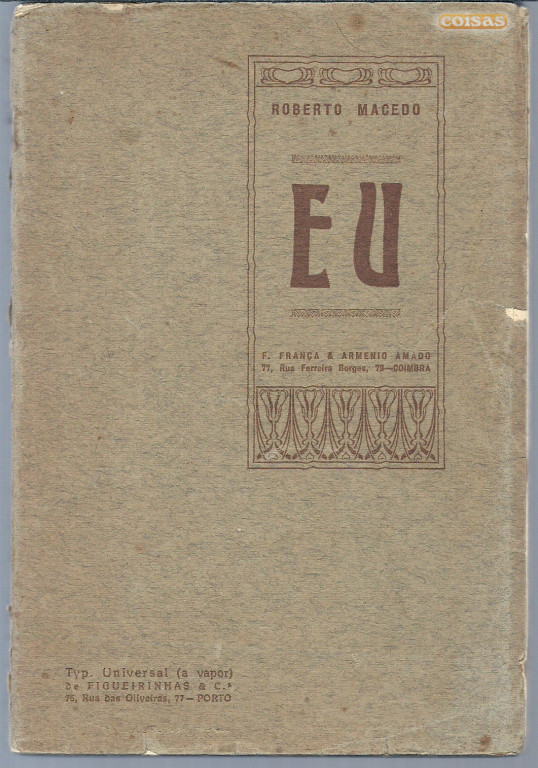 coisas
ROBERTO MACEDO
EU
F. FRANÇA & ARMENIO AMADO
77, Rua Ferreira Borges, 79—COIMBRA
Typ. Universal (a vapor)
de FIGUEIRINHAS & C.ª
75, Rua das Oliveiras, 77—PORTO